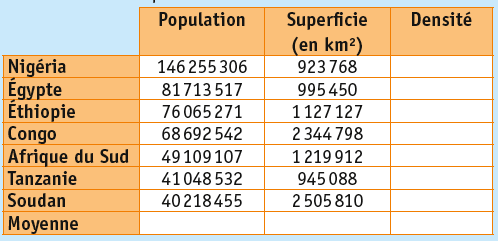 Population Superficie Densité
(en km²)
Nigéria 146 255 306 923 768
Égypte 81 713 517 995 450
Éthiopie 76 065 271 1 127 127
Congo 68 692 542 2 344 798
Afrique du Sud 49 109 107 1 219 912
Tanzanie 41 048 532 945 088
Soudan 40 218 455 2 505 810
Moyenne